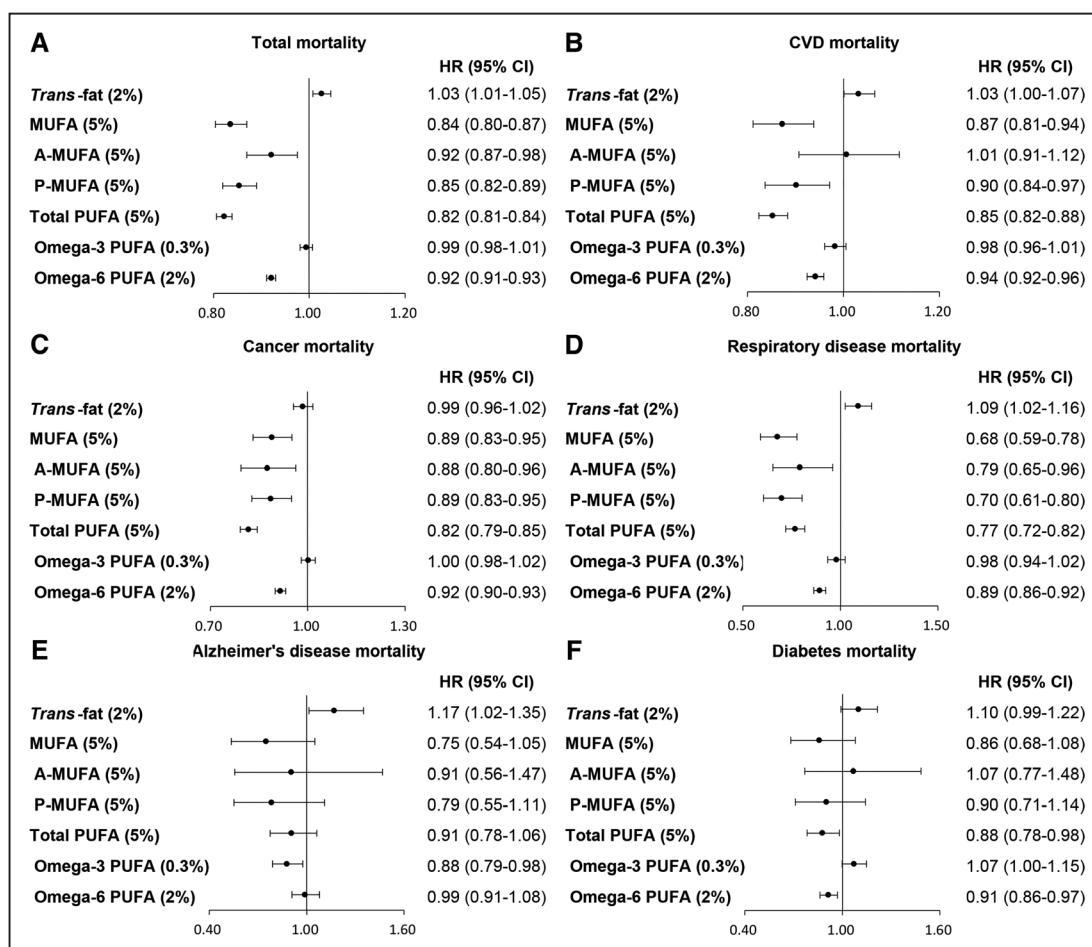 A Total mortality
HR (95% CI)
Trans-fat (2%) 1.03 (1.01-1.05)
MUFA (5%) 0.84 (0.80-0.87)
A-MUFA (5%) 0.92 (0.87-0.98)
P-MUFA (5%) 0.85 (0.82-0.89)
Total PUFA (5%) 0.82 (0.81-0.84)
Omega-3 PUFA (0.3%) 0.99 (0.98-1.01)
Omega-6 PUFA (2%) 0.92 (0.91-0.93)
0.80 1.00 1.20
B CVD mortality
HR (95% CI)
Trans-fat (2%) 1.03 (1.00-1.07)
MUFA (5%) 0.87 (0.81-0.94)
A-MUFA (5%) 1.01 (0.91-1.12)
P-MUFA (5%) 0.90 (0.84-0.97)
Total PUFA (5%) 0.85 (0.82-0.88)
Omega-3 PUFA (0.3%) 0.98 (0.96-1.01)
Omega-6 PUFA (2%) 0.94 (0.92-0.96)
0.80 1.00 1.20
C Cancer mortality
HR (95% CI)
Trans-fat (2%) 0.99 (0.96-1.02)
MUFA (5%) 0.89 (0.83-0.95)
A-MUFA (5%) 0.88 (0.80-0.96)
P-MUFA (5%) 0.89 (0.83-0.95)
Total PUFA (5%) 0.82 (0.79-0.85)
Omega-3 PUFA (0.3%) 1.00 (0.98-1.02)
Omega-6 PUFA (2%) 0.92 (0.90-0.93)
0.70 1.00 1.30
D Respiratory disease mortality
HR (95% CI)
Trans-fat (2%) 1.09 (1.02-1.16)
MUFA (5%) 0.68 (0.59-0.78)
A-MUFA (5%) 0.79 (0.65-0.96)
P-MUFA (5%) 0.70 (0.61-0.80)
Total PUFA (5%) 0.77 (0.72-0.82)
Omega-3 PUFA (0.3%) 0.98 (0.94-1.02)
Omega-6 PUFA (2%) 0.89 (0.86-0.92)
0.50 1.00 1.50
E Alzheimer's disease mortality
HR (95% CI)
Trans-fat (2%) 1.17 (1.02-1.35)
MUFA (5%) 0.75 (0.54-1.05)
A-MUFA (5%) 0.91 (0.56-1.47)
P-MUFA (5%) 0.79 (0.55-1.11)
Total PUFA (5%) 0.91 (0.78-1.06)
Omega-3 PUFA (0.3%) 0.88 (0.79-0.98)
Omega-6 PUFA (2%) 0.99 (0.91-1.08)
0.40 1.00 1.60
F Diabetes mortality
HR (95% CI)
Trans-fat (2%) 1.10 (0.99-1.22)
MUFA (5%) 0.86 (0.68-1.08)
A-MUFA (5%) 1.07 (0.77-1.48)
P-MUFA (5%) 0.90 (0.71-1.14)
Total PUFA (5%) 0.88 (0.78-0.98)
Omega-3 PUFA (0.3%) 1.07 (1.00-1.15)
Omega-6 PUFA (2%) 0.91 (0.86-0.97)
0.40 1.00 1.60